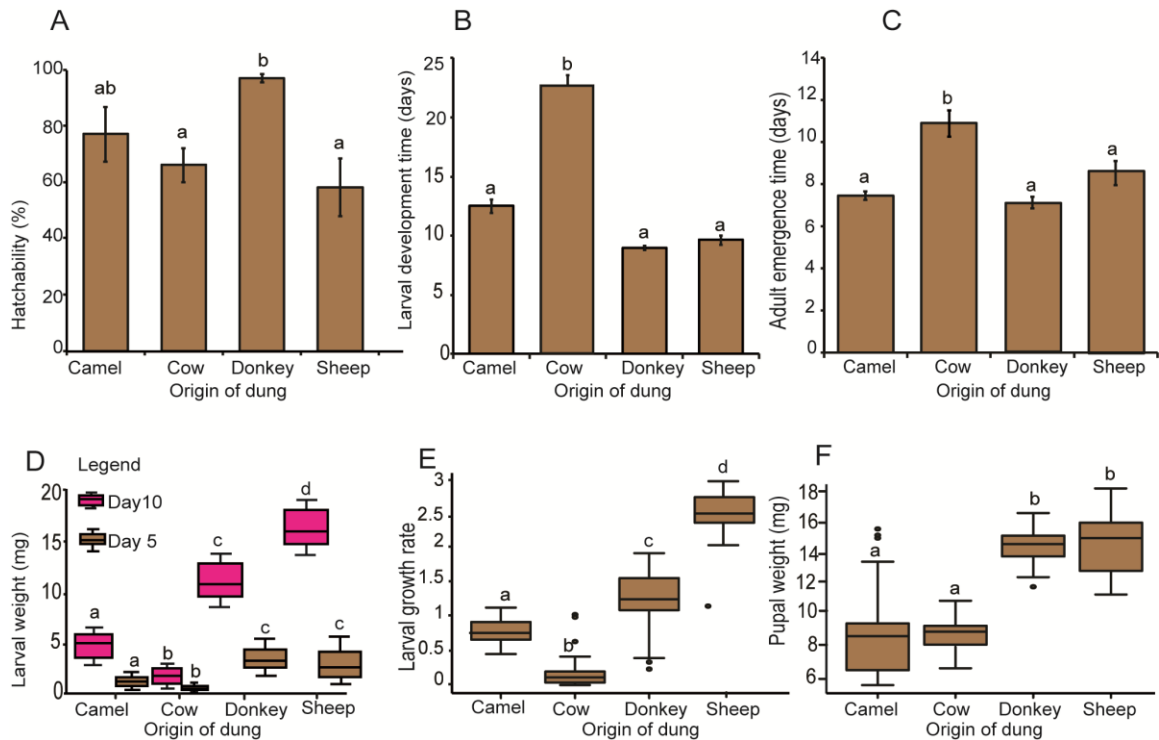 A
Hatchability (%)
100
80
60
40
20
0
ab
a
b
a
Camel Cow Donkey Sheep
Origin of dung
B
Larval development time (days)
25
20
15
10
5
0
a
b
a
a
Camel Cow Donkey Sheep
Origin of dung
C
Adult emergence time (days)
14
12
10
8
6
4
2
0
a
b
a
a
Camel Cow Donkey Sheep
Origin of dung
D
Legend
Day10
Day 5
Larval weight (mg)
20
15
10
5
0
a
a
b
b
c
c
d
c
Camel Cow Donkey Sheep
Origin of dung
E
Larval growth rate
3
2.5
2
1.5
1
0.5
0
a
b
c
d
Camel Cow Donkey Sheep
Origin of dung
F
Pupal weight (mg)
16
14
12
10
8
6
a
a
b
b
Camel Cow Donkey Sheep
Origin of dung